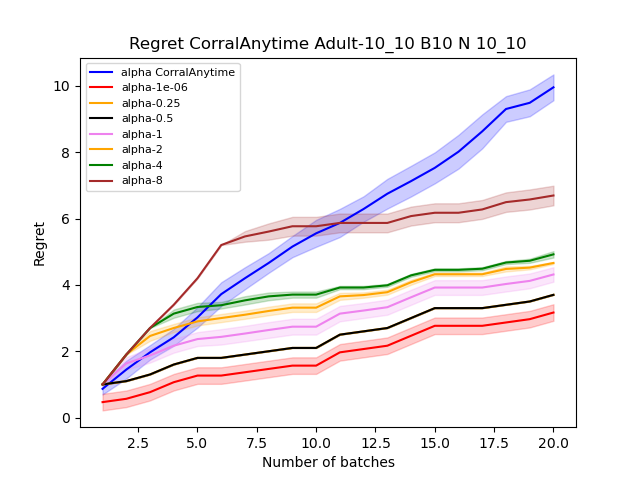 Regret CorralAnytime Adult-10_10 B10 N 10_10
alpha CorralAnytime
alpha-1e-06
alpha-0.25
alpha-0.5
alpha-1
alpha-2
alpha-4
alpha-8
10
8
6
4
2
0
Regret
2.5 5.0 7.5 10.0 12.5 15.0 17.5 20.0
Number of batches